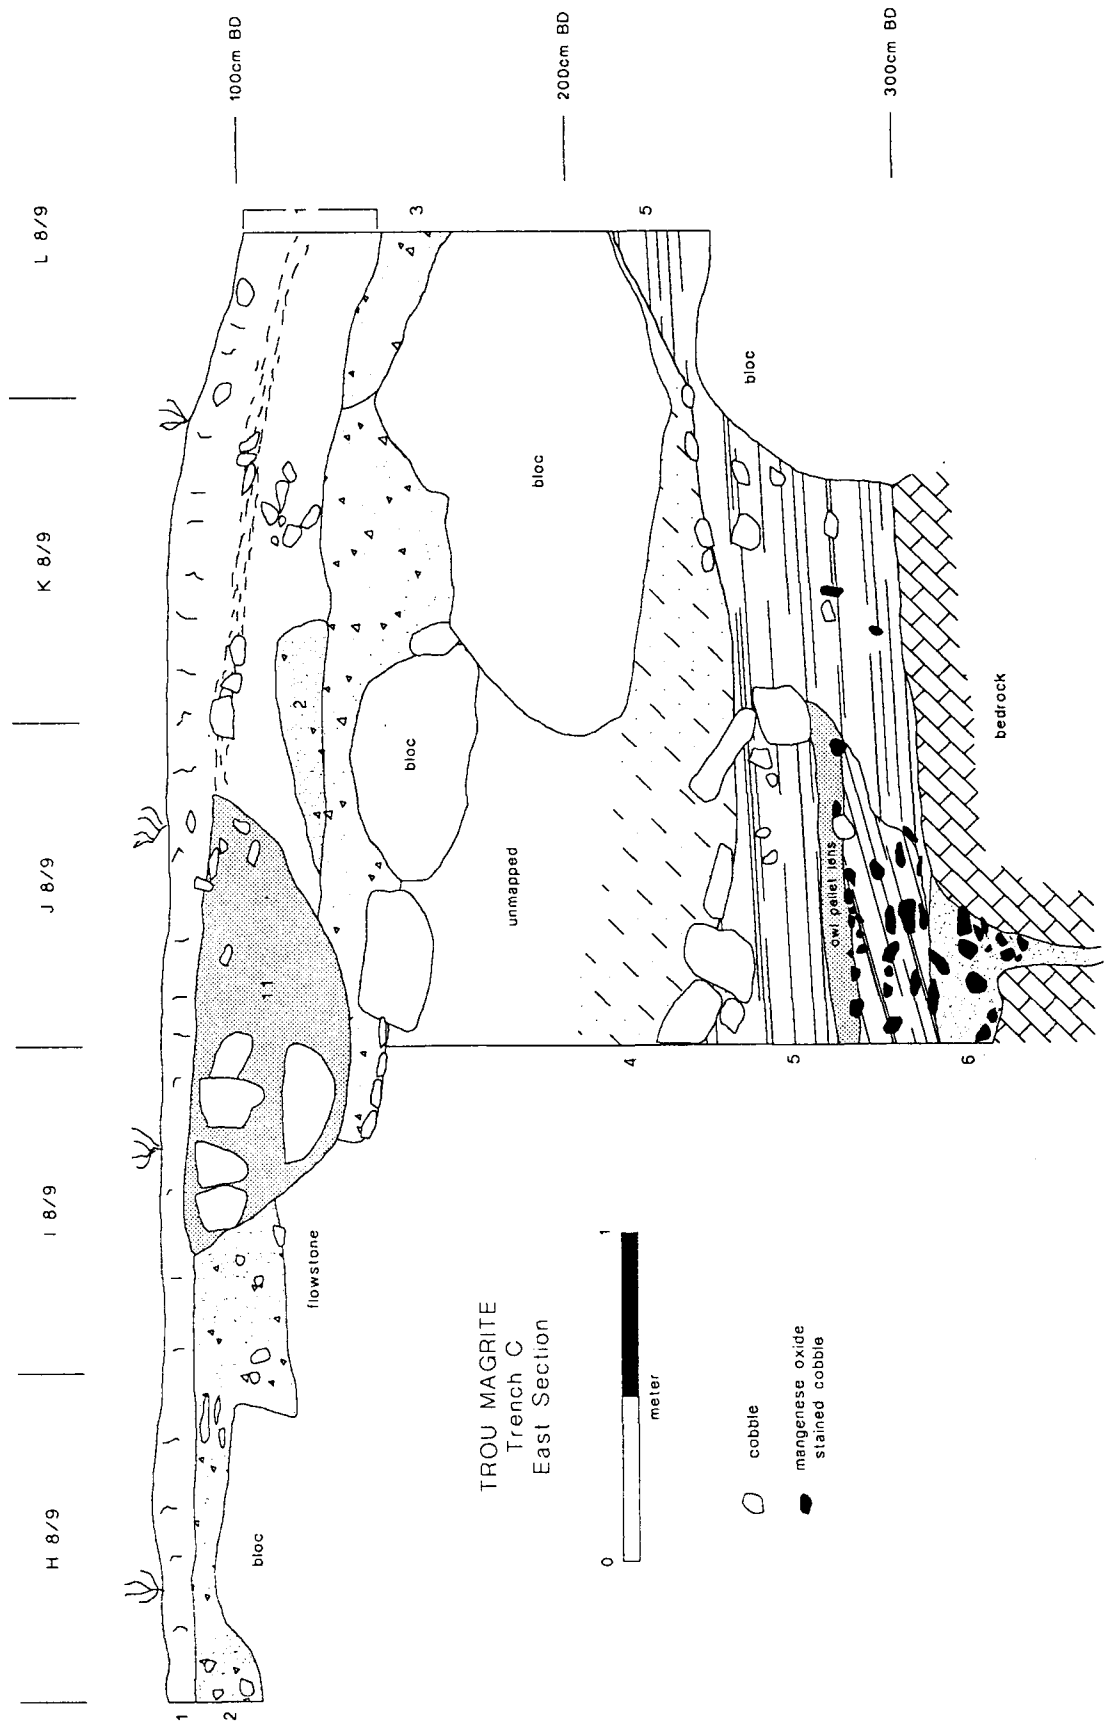 H 8/9
I 8/9
J 8/9
K 8/9
L 8/9
100cm BD
200cm BD
300cm BD
1
2
11
2
1
3
5
bloc
flowstone
bloc
bloc
unmapped
bloc
4
5
6
owl pallet lens
bedrock
TROU MAGRITE
Trench C
East Section
0
1
meter
cobble
mangenese oxide
stained cobble